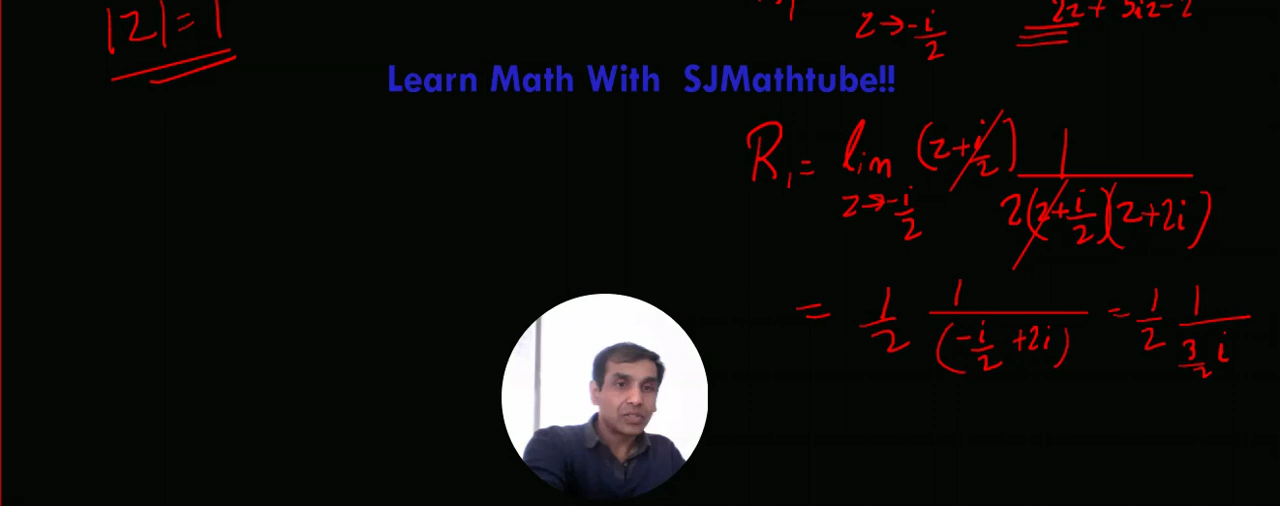 |z|=1
z→-i/2
2z + 5iz-2
Learn Math With SJMathtube!!
R₁= lim z→-i/2 (z+i/2) 1/2(z+i/2)(z+2i)
= 1/2 1/(-i/2 +2i) = 1/2 1/3/2 i